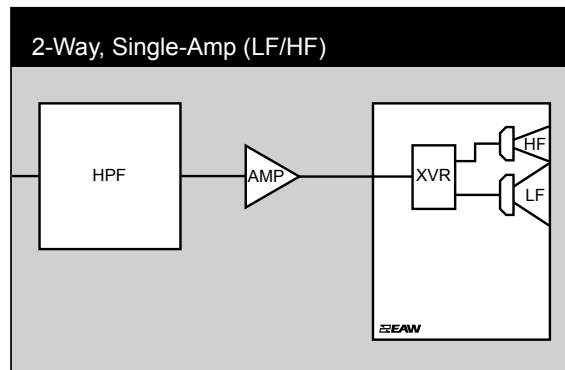 2-Way, Single-Amp (LF/HF)
HPF
AMP
XVR
HF
LF
EAW